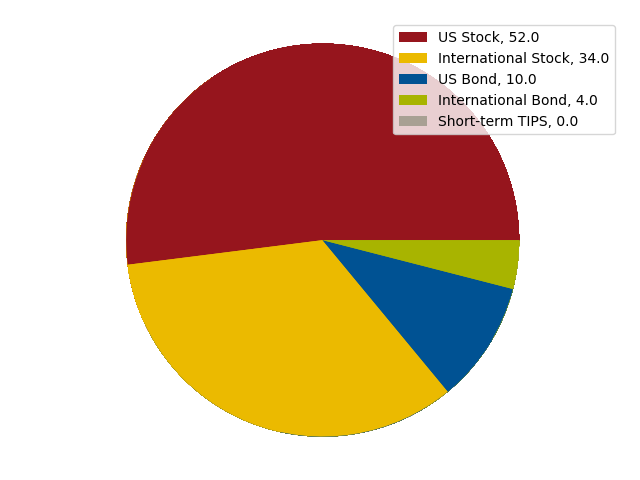 US Stock, 52.0
International Stock, 34.0
US Bond, 10.0
International Bond, 4.0
Short-term TIPS, 0.0